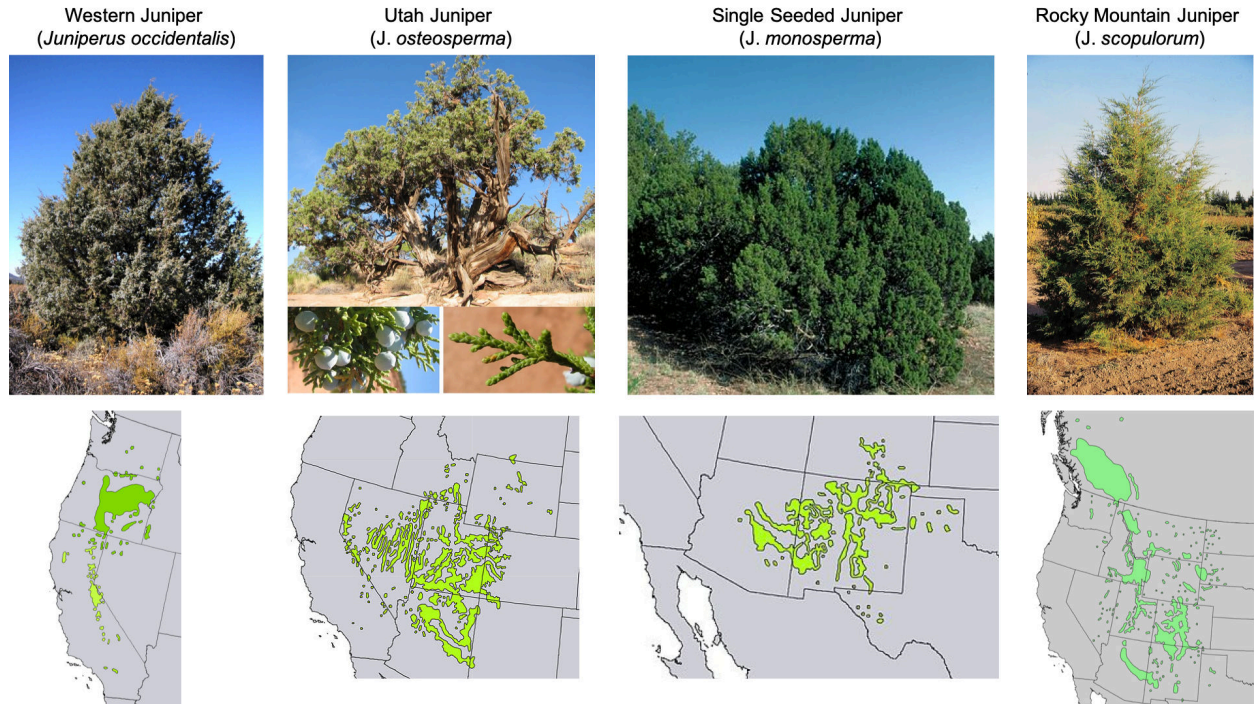 Western Juniper
(Juniperus occidentalis)
Utah Juniper
(J. osteosperma)
Single Seeded Juniper
(J. monosperma)
Rocky Mountain Juniper
(J. scopulorum)